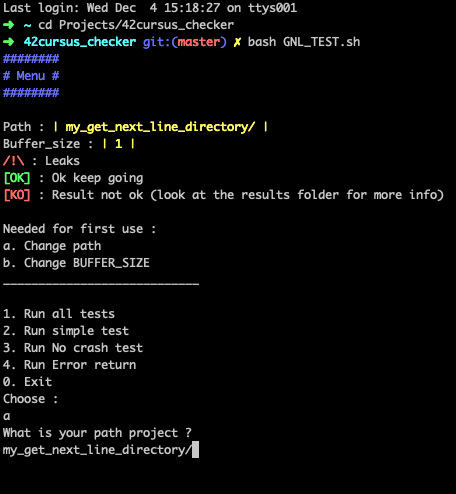 Last login: Wed Dec  4 15:18:27 on ttys001
➜  ~ cd Projects/42cursus_checker
➜  42cursus_checker git:(master) ✗ bash GNL_TEST.sh
########
# Menu #
########

Path : | my_get_next_line_directory/ |
Buffer_size : | 1 |
/!\ : Leaks
[OK] : Ok keep going
[KO] : Result not ok (look at the results folder for more info)

Needed for first use :
a. Change path
b. Change BUFFER_SIZE
____________________________

1. Run all tests
2. Run simple test
3. Run No crash test
4. Run Error return
0. Exit
Choose :
a
What is your path project ?
my_get_next_line_directory/